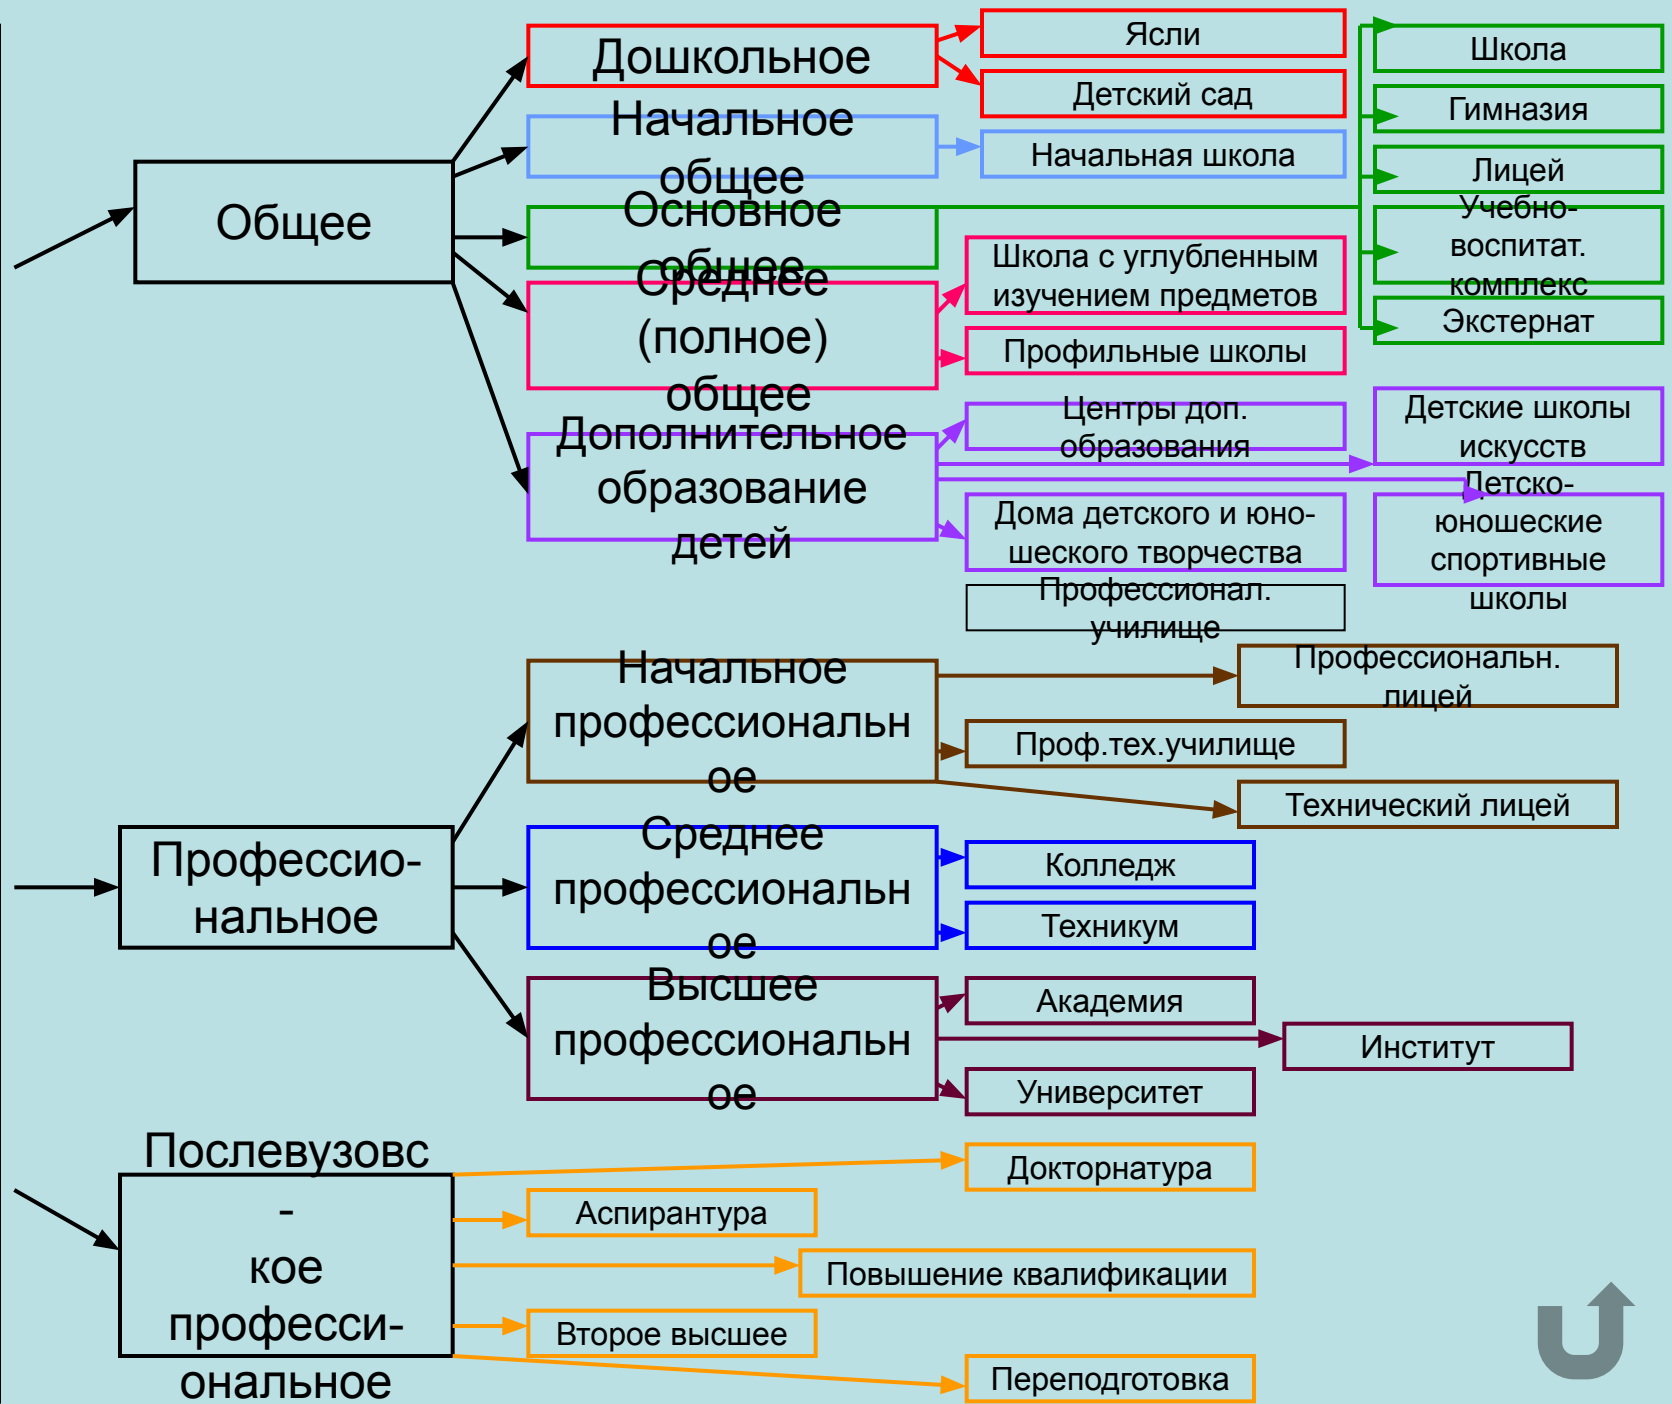 Общее
Дошкольное
Ясли
Детский сад
Начальное
общее
Начальная школа
Основное
общее
Школа
Гимназия
Лицей
Учебно-
воспитат.
комплекс
Экстернат
Среднее
(полное)
общее
Школа с углубленным
изучением предметов
Профильные школы
Дополнительное
образование
детей
Центры доп.
образования
Детские школы
искусств
Дома детского и юно-
шеского творчества
Детско-
юношеские
спортивные
школы
Профессионал.
училище
Профессио-
нальное
Начальное
профессиональн
ое
Профессиональн.
лицей
Проф.тех.училище
Технический лицей
Среднее
профессиональн
ое
Колледж
Техникум
Высшее
профессиональн
ое
Академия
Институт
Университет
Послевузовс
-
кое
професси-
ональное
Докторнатура
Аспирантура
Повышение квалификации
Второе высшее
Переподготовка